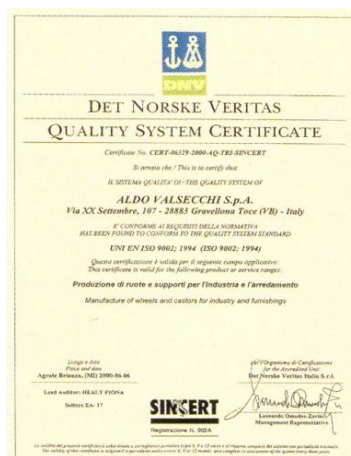 DNV
DET NORSKE VERITAS
QUALITY SYSTEM CERTIFICATE
Certificate No. CERT-06329-2000-AQ-TRI-SINCERT
Si attesta che / This is to certify that
IL SISTEMA QUALITA' DI / THE QUALITY SYSTEM OF
ALDO VALSECCHI S.p.A.
Via XX Settembre, 107 - 28883 Gravellona Toce (VB) - Italy
E' CONFORME AI REQUISITI DELLA NORMATIVA
HAS BEEN FOUND TO CONFORM TO THE QUALITY SYSTEM STANDARD
UNI EN ISO 9002; 1994 (ISO 9002; 1994)
Questa certificazione è valida per il seguente campo applicativo:
This certificate is valid for the following product or service ranges:
Produzione di ruote e supporti per l'industria e l'arredamento
Manufacture of wheels and castors for industry and furnishings
Luogo e data
Place and date
Agrate Brianza, (MI) 2000-06-06
Lead Auditor: HEALY FIONA
Settore EA: 17
SINCERT
Registrazione N. 003A
per l'Organismo di Certificazione
for the Accredited Unit
Det Norske Veritas Italia S.r.l.
Leonardo Omodeo
Management Representative